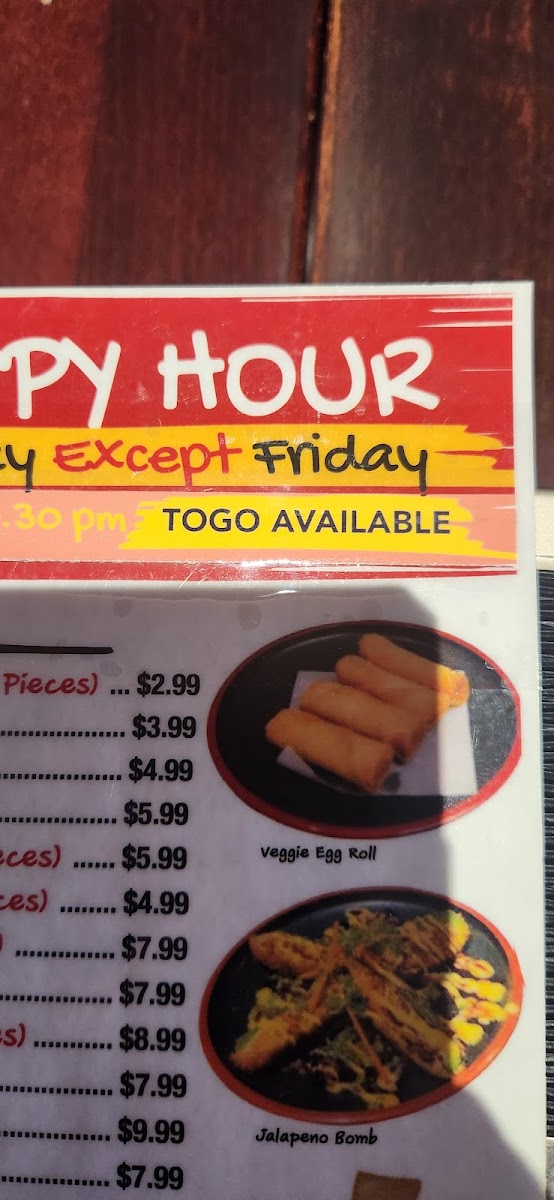 PY HOUR
Except Friday
.30 pm TOGO AVAILABLE
Pieces) ... $2.99
$3.99
$4.99
$5.99
Veggie Egg Roll
...... $5.99
......... $4.99
$7.99
$7.99
$8.99
$7.99
Jalapeno Bomb
$9.99
$7.99